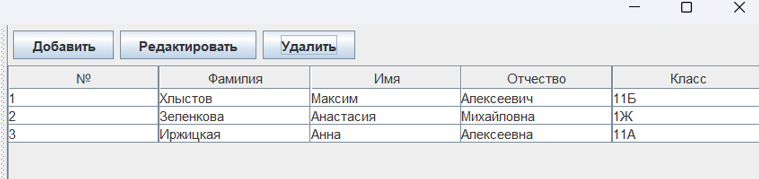 Добавить Редактировать Удалить
№ Фамилия Имя Отчество Класс
1 Хлыстов Максим Алексеевич 11Б
2 Зеленкова Анастасия Михайловна 1Ж
3 Иржицкая Анна Алексеевна 11А